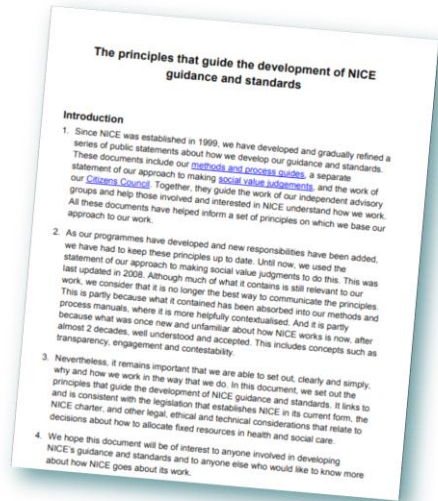 The principles that guide the development of NICE
guidance and standards
Introduction
1. Since NICE was established in 1999, we have developed and gradually refined a
series of public statements about how we develop our guidance and standards.
These documents include our methods and process guides, a separate
statement of our approach to making social value judgements, and the work of
our Citizens Council. Together, they guide the work of our independent advisory
groups and help those involved and interested in NICE understand how we work.
All these documents have helped inform a set of principles on which we base our
approach to our work.
2. As our programmes have developed and new responsibilities have been added,
we have had to keep these principles up to date. Until now, we used the
statement of our approach to making social value judgments to do this. This was
last updated in 2008. Although much of what it contains is still relevant to our
work, we consider that it is no longer the best way to communicate the principles.
This is partly because what it contained has been absorbed into our methods and
process manuals, where it is more helpfully contextualised. And it is partly
because what was once new and unfamiliar about how NICE works is now, after
almost 2 decades, well understood and accepted. This includes concepts such as
transparency, engagement and contestability.
3. Nevertheless, it remains important that we are able to set out, clearly and simply,
why and how we work in the way that we do. In this document, we set out the
principles that guide the development of NICE guidance and standards. It links to
and is consistent with the legislation that establishes NICE in its current form, the
NICE charter, and other legal, ethical and technical considerations that relate to
decisions about how to allocate fixed resources in health and social care.
4. We hope this document will be of interest to anyone involved in developing
NICE's guidance and standards and to anyone else who would like to know more
about how NICE goes about its work.